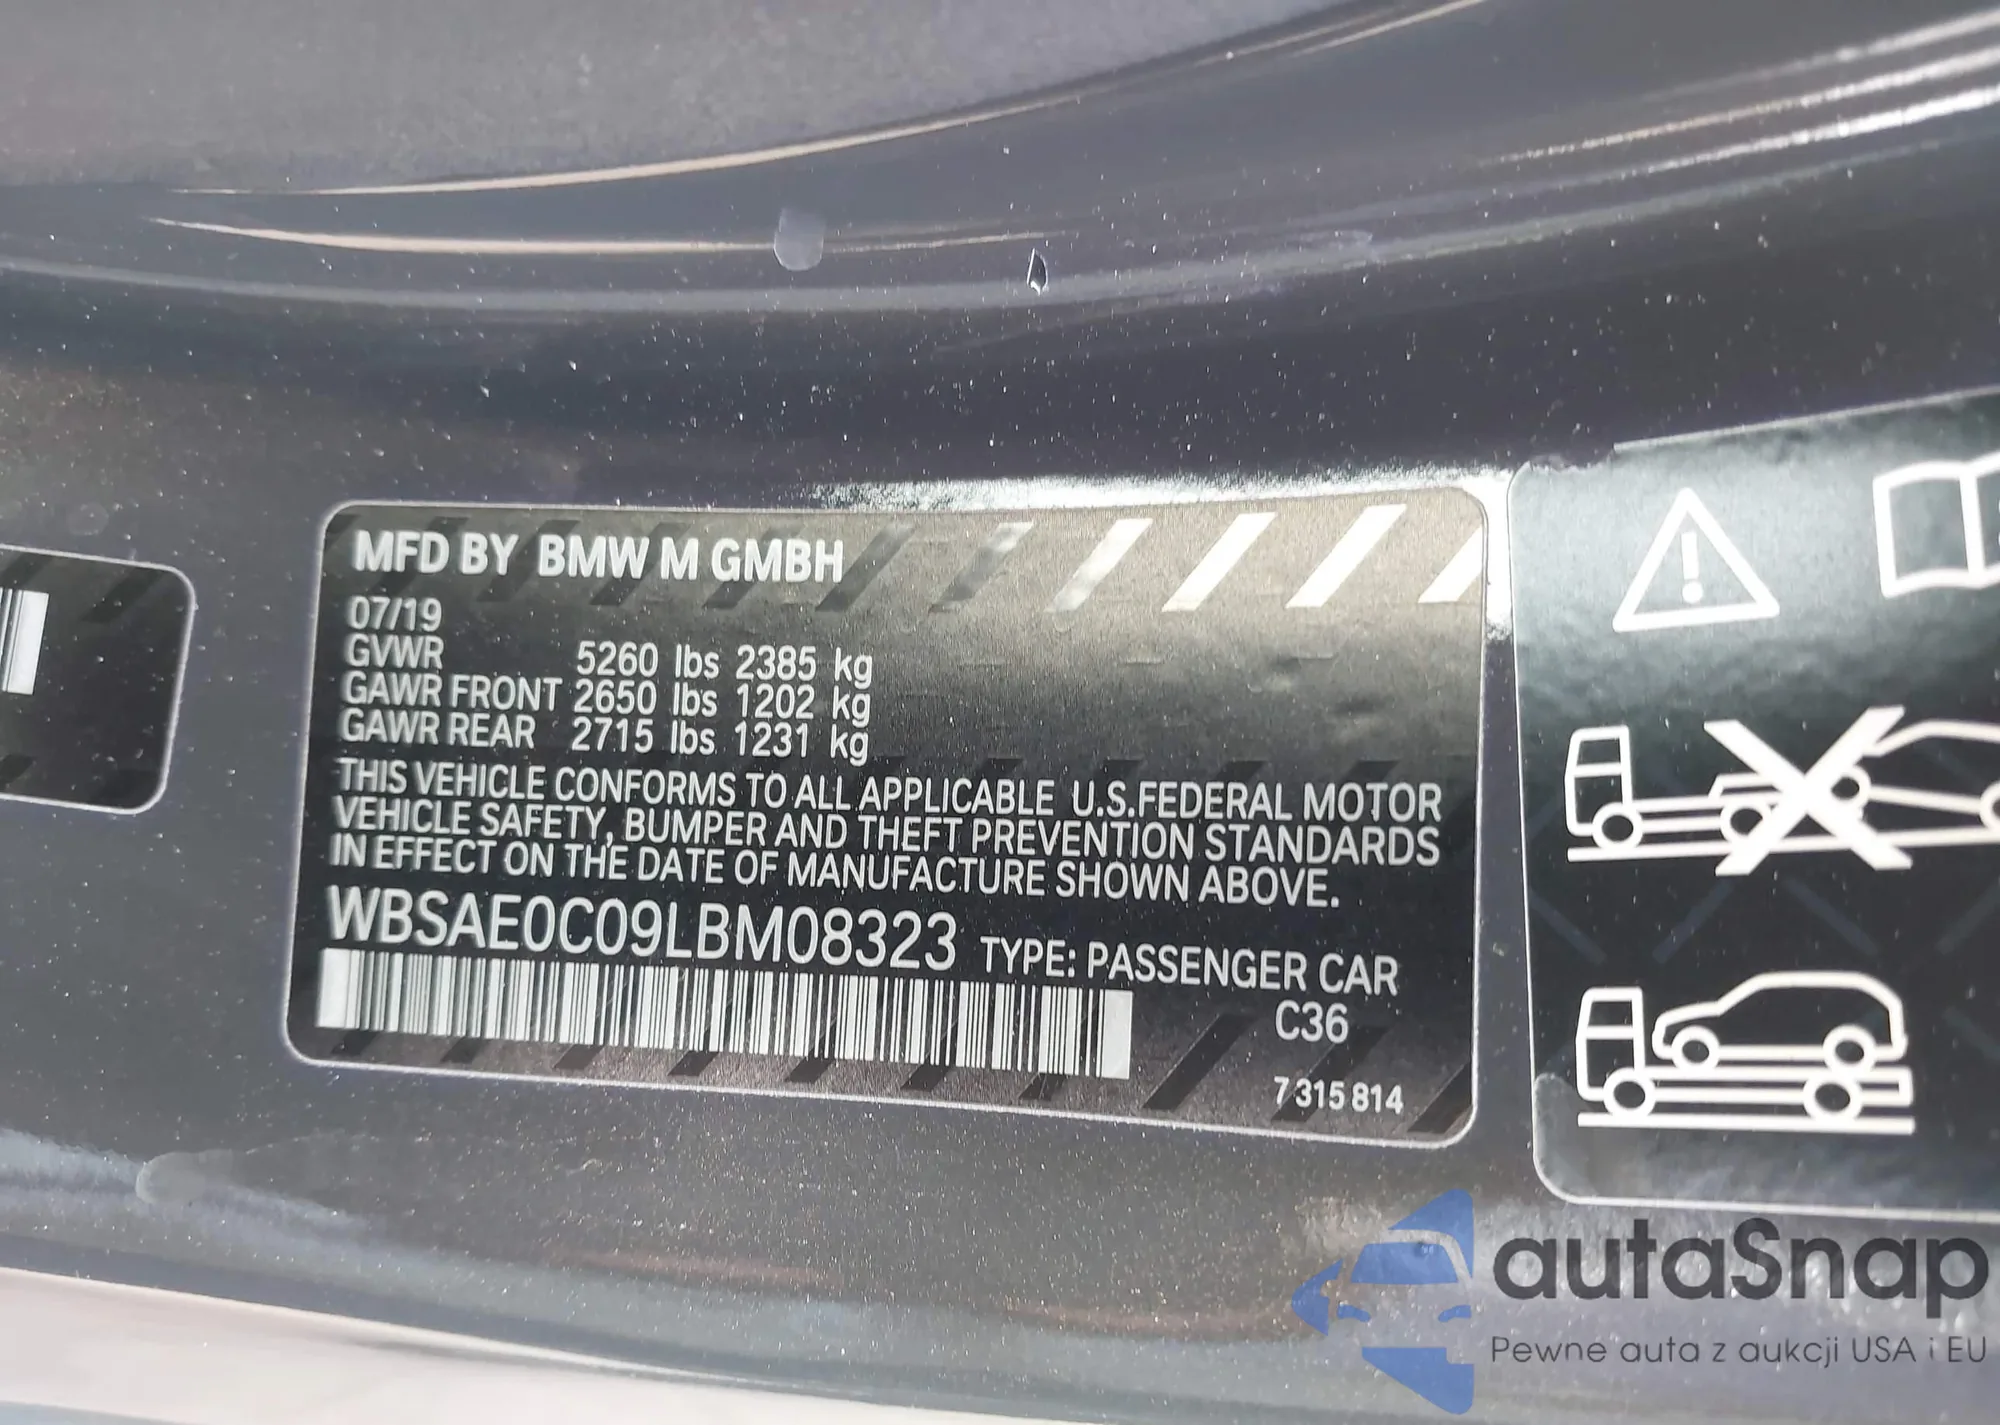 MFD BY BMW M GMBH
07/19
GVWR 5260 lbs 2385 kg
GAWR FRONT 2650 lbs 1202 kg
GAWR REAR 2715 lbs 1231 kg
THIS VEHICLE CONFORMS TO ALL APPLICABLE U.S.FEDERAL MOTOR
VEHICLE SAFETY, BUMPER AND THEFT PREVENTION STANDARDS
IN EFFECT ON THE DATE OF MANUFACTURE SHOWN ABOVE.
WBSAE0C09LBM08323 TYPE: PASSENGER CAR
C36
7 315 814
autaSnap
Pewne auta z aukcji USA i EU